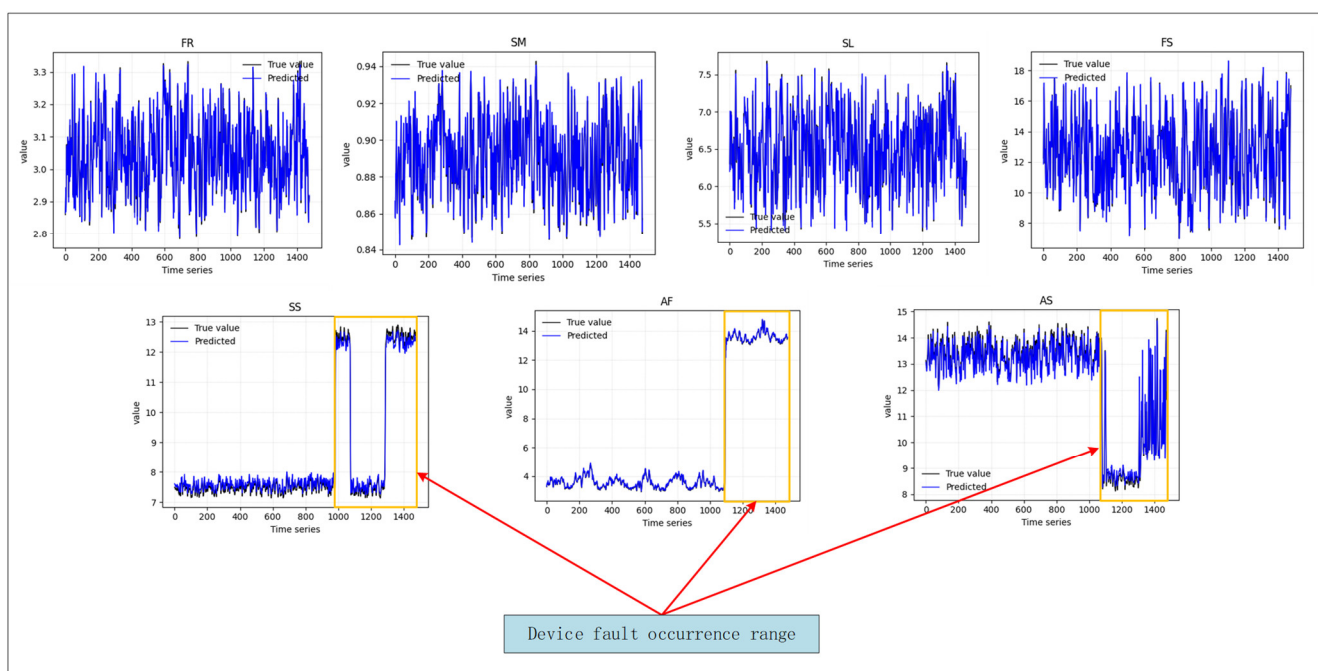 FR
True value
Predicted
3.3
3.2
3.1
3.0
2.9
2.8
value
0 200 400 600 800 1000 1200 1400
Time series
SM
True value
Predicted
0.94
0.92
0.90
0.88
0.86
0.84
value
0 200 400 600 800 1000 1200 1400
Time series
SL
7.5
7.0
6.5
6.0
5.5
value
True value
Predicted
0 200 400 600 800 1000 1200 1400
Time series
FS
True value
Predicted
18
16
14
12
10
8
value
0 200 400 600 800 1000 1200 1400
Time series
SS
True value
Predicted
13
12
11
10
9
8
7
value
0 200 400 600 800 1000 1200 1400
Time series
AF
True value
Predicted
14
12
10
8
6
4
value
0 200 400 600 800 1000 1200 1400
Time series
AS
15
14
13
12
11
10
9
8
value
True value
Predicted
0 200 400 600 800 1000 1200 1400
Time series
Device fault occurrence range